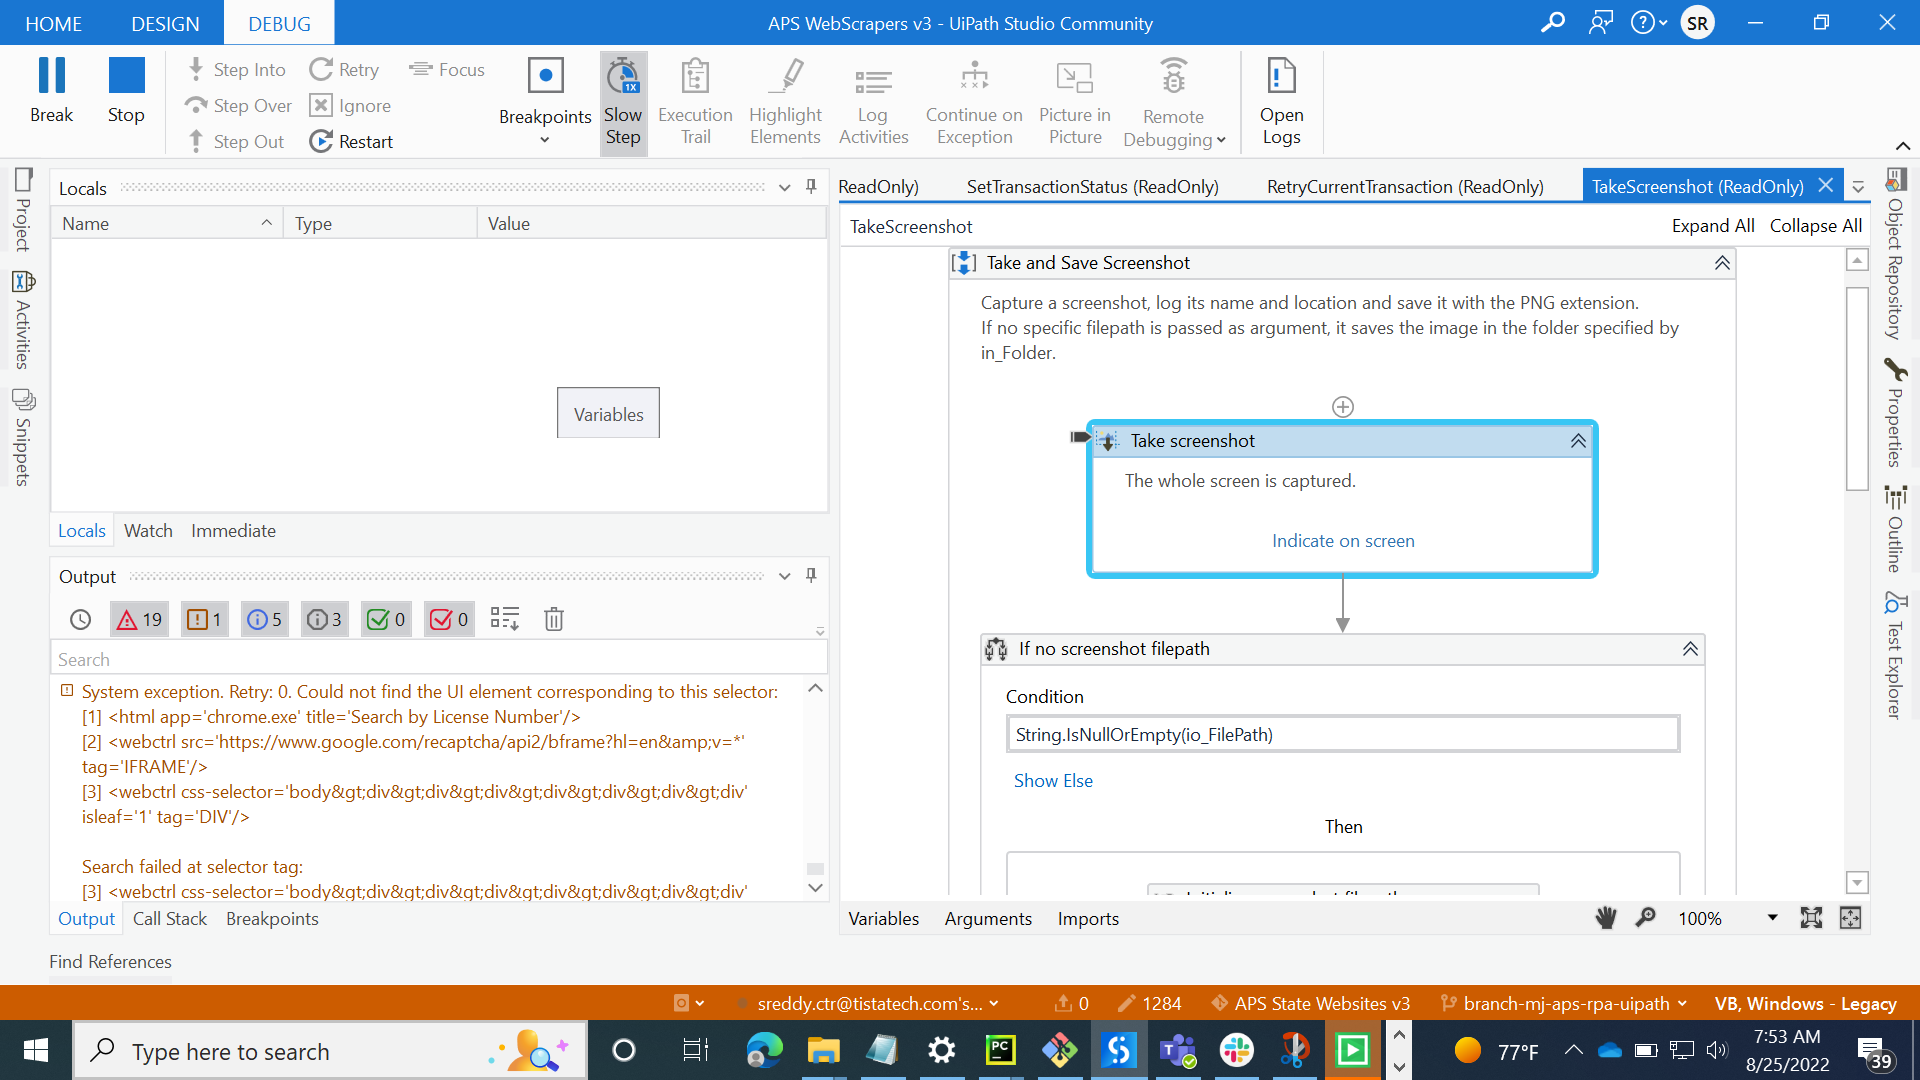 HOME
DESIGN
DEBUG
APS WebScrapers v3 - UiPath Studio Community
SR
Break
Stop
Step Into
Step Over
Step Out
Retry
Ignore
Restart
Focus
Breakpoints
1X
Slow
Step
Execution
Trail
Highlight
Elements
Log
Activities
Continue on
Exception
Picture in
Picture
Remote
Debugging
Open
Logs
Project
Activities
Snippets
Locals
Name
Type
Value
Variables
Locals
Watch
Immediate
Output
19
1
5
3
0
0
Search
System exception. Retry: 0. Could not find the UI element corresponding to this selector:
[1] <html app='chrome.exe' title='Search by License Number'/>
[2] <webctrl src='https://www.google.com/recaptcha/api2/bframe?hl=en&amp;v=*'
tag='IFRAME'/>
[3] <webctrl css-selector='body&gt;div&gt;div&gt;div&gt;div&gt;div&gt;div&gt;div'
isleaf='1' tag='DIV'/>
Search failed at selector tag:
[3] <webctrl css-selector='body&gt;div&gt;div&gt;div&gt;div&gt;div&gt;div&gt;div'
Output
Call Stack
Breakpoints
Find References
ReadOnly)
SetTransactionStatus (ReadOnly)
RetryCurrentTransaction (ReadOnly)
TakeScreenshot (ReadOnly)
TakeScreenshot
Expand All
Collapse All
Take and Save Screenshot
Capture a screenshot, log its name and location and save it with the PNG extension.
If no specific filepath is passed as argument, it saves the image in the folder specified by
in_Folder.
Take screenshot
The whole screen is captured.
Indicate on screen
If no screenshot filepath
Condition
String.IsNullOrEmpty(io_FilePath)
Show Else
Then
Variables
Arguments
Imports
100%
Object Repository
Properties
Outline
Test Explorer
sreddy.ctr@tistatech.com's...
0
1284
APS State Websites v3
branch-mj-aps-rpa-uipath
VB, Windows - Legacy
Type here to search
PC
77°F
7:53 AM
8/25/2022
39